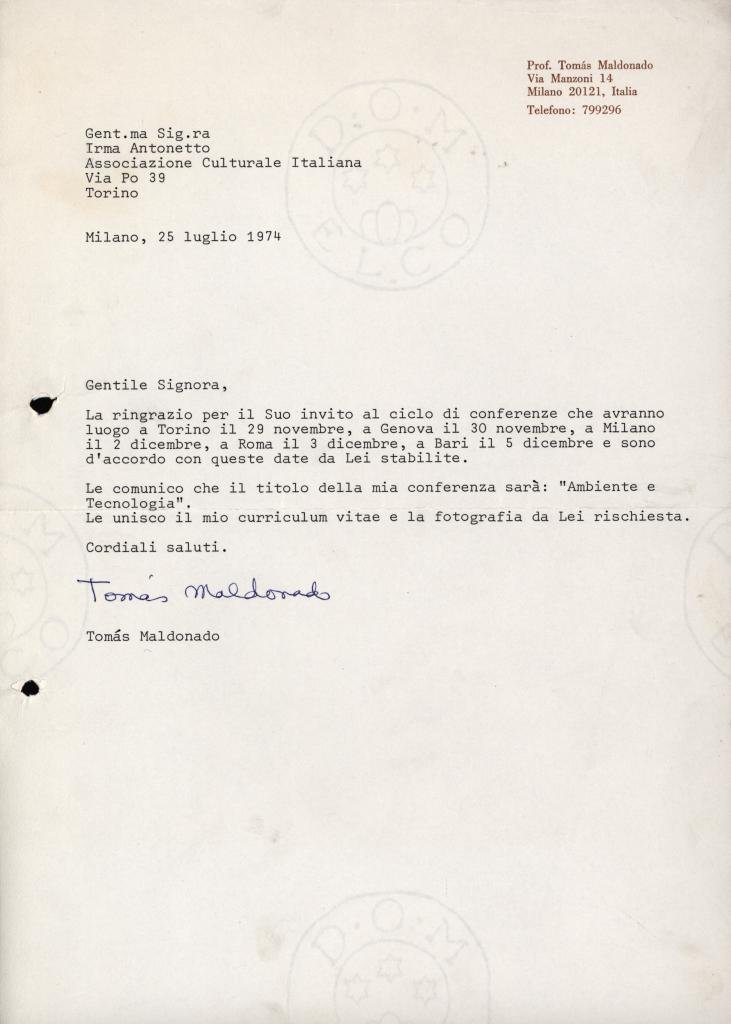 Prof. Tomás Maldonado
Via Manzoni 14
Milano 20121, Italia
Telefono: 799296
Gent.ma Sig.ra
Irma Antonetto
Associazione Culturale Italiana
Via Po 39
Torino
Milano, 25 luglio 1974
Gentile Signora,
La ringrazio per il Suo invito al ciclo di conferenze che avranno
luogo a Torino il 29 novembre, a Genova il 30 novembre, a Milano
il 2 dicembre, a Roma il 3 dicembre, a Bari il 5 dicembre e sono
d'accordo con queste date da Lei stabilite.
Le comunico che il titolo della mia conferenza sarà: "Ambiente e
Tecnologia".
Le unisco il mio curriculum vitae e la fotografia da Lei rischiesta.
Cordiali saluti.
Tomás Maldonado
Tomás Maldonado
D·O·M
ELCO
D·O·M